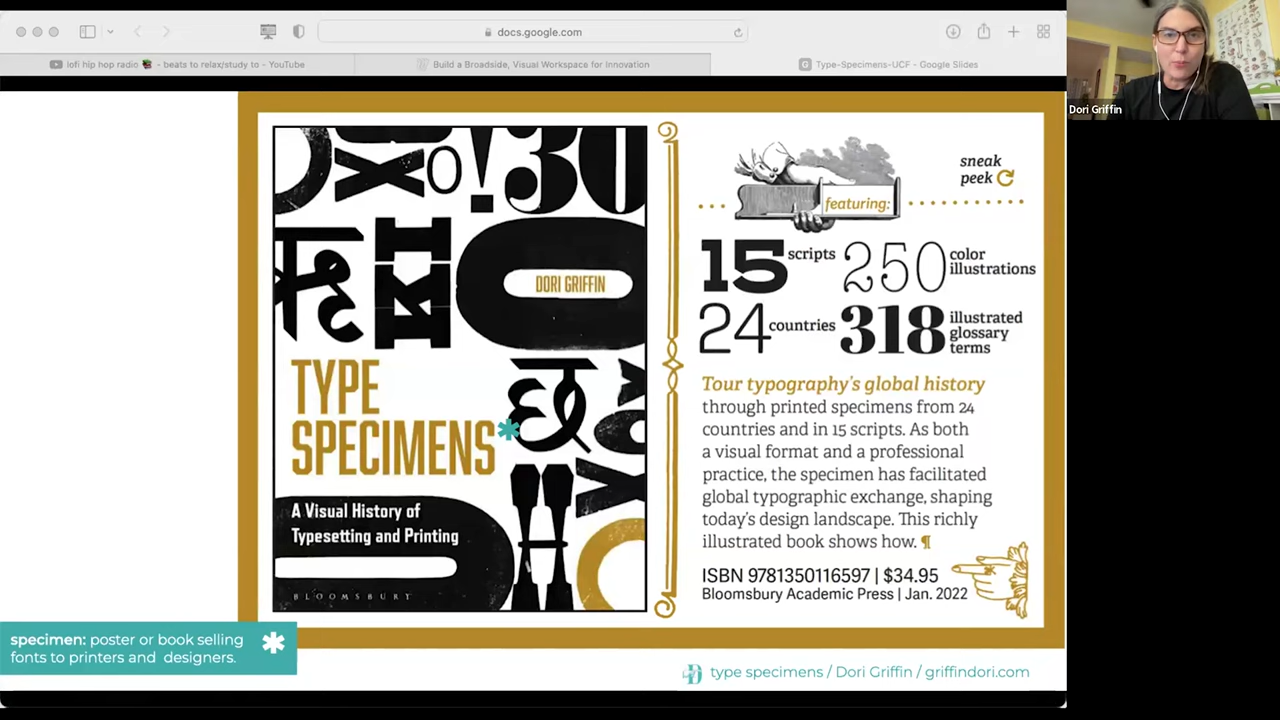 docs.google.com
lofi hip hop radio 📚 - beats to relax/study to - YouTube
Build a Broadside, Visual Workspace for Innovation
Type-Specimens-UCF - Google Slides
Dori Griffin
DORI GRIFFIN
TYPE
SPECIMENS*
A Visual History of
Typesetting and Printing
BLOOMSBURY
sneak
peek
featuring:
15 scripts
250 color illustrations
24 countries
318 illustrated glossary terms
Tour typography's global history
through printed specimens from 24
countries and in 15 scripts. As both
a visual format and a professional
practice, the specimen has facilitated
global typographic exchange, shaping
today's design landscape. This richly
illustrated book shows how. ¶
ISBN 9781350116597 | $34.95
Bloomsbury Academic Press | Jan. 2022
specimen: poster or book selling
fonts to printers and designers. *
type specimens / Dori Griffin / griffindori.com